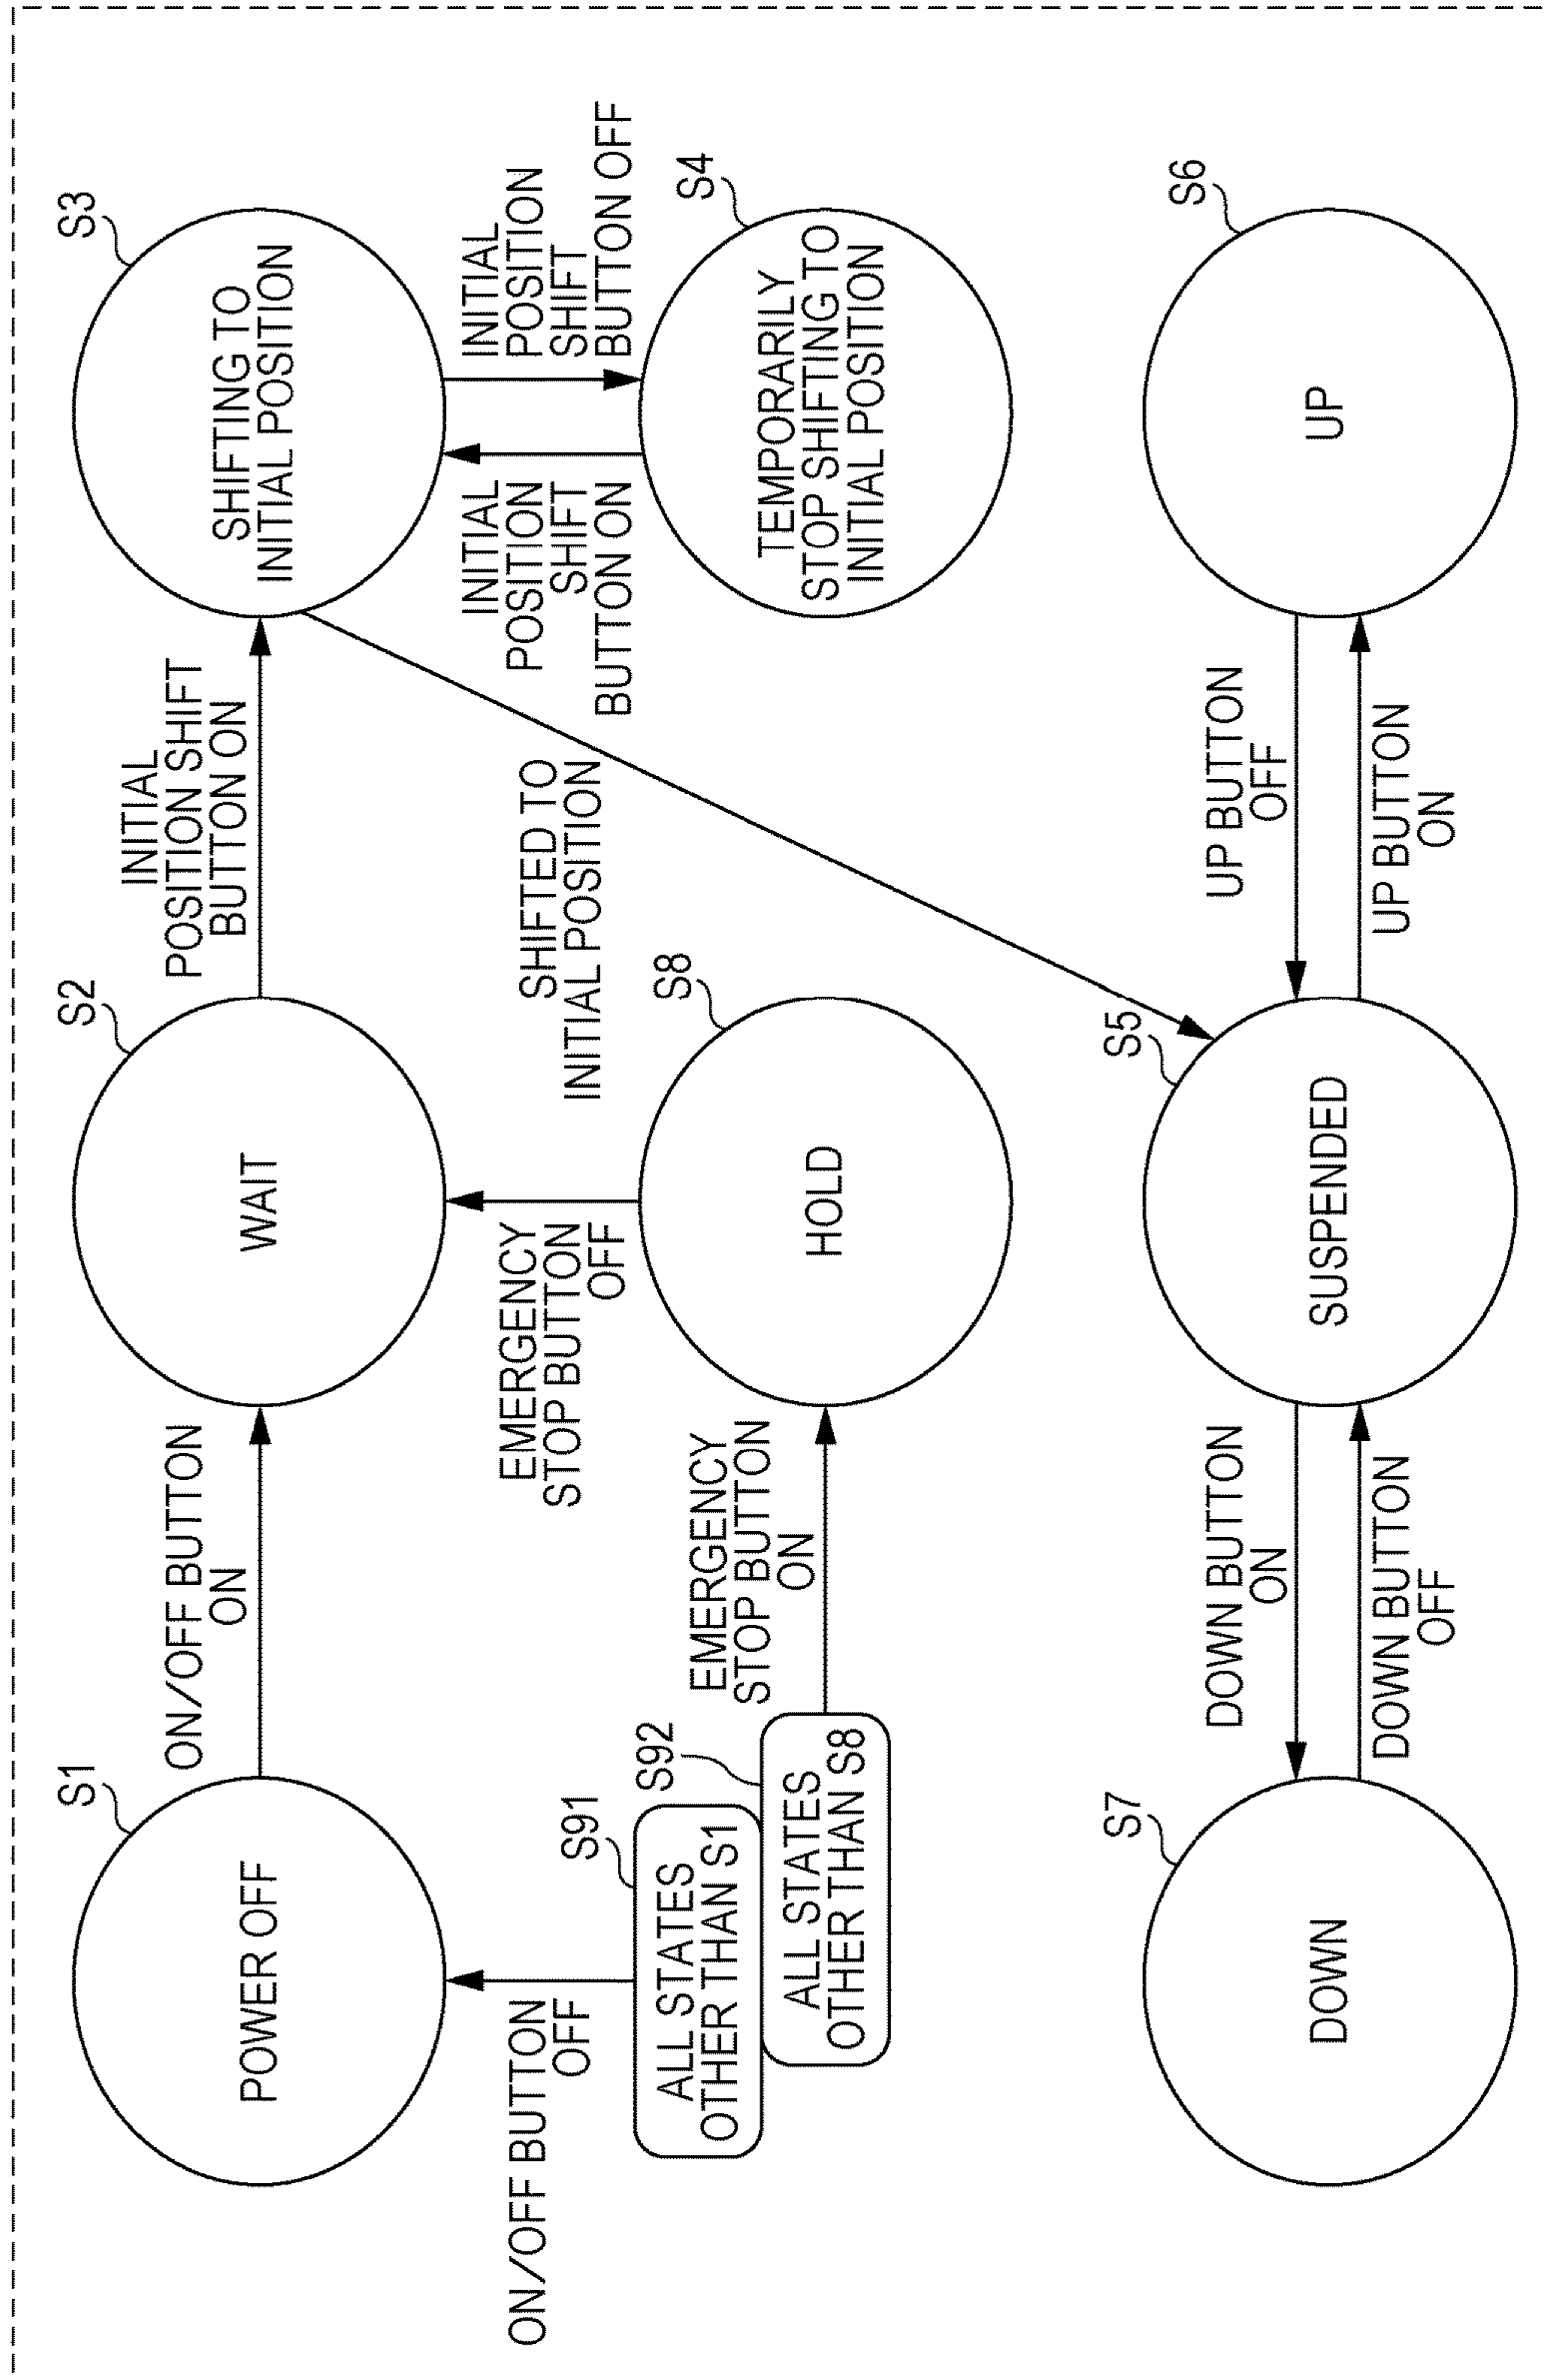 S1
POWER OFF
ON/OFF BUTTON
ON
S2
WAIT
INITIAL
POSITION SHIFT
BUTTON ON
S3
SHIFTING TO
INITIAL POSITION
ON/OFF BUTTON
OFF
EMERGENCY
STOP BUTTON
OFF
SHIFTED TO
INITIAL POSITION
INITIAL
POSITION
SHIFT
BUTTON ON
INITIAL
POSITION
SHIFT
BUTTON OFF
S91
ALL STATES
OTHER THAN S1
S92
ALL STATES
OTHER THAN S8
EMERGENCY
STOP BUTTON
ON
S8
HOLD
S4
TEMPORARILY
STOP SHIFTING TO
INITIAL POSITION
S7
DOWN
DOWN BUTTON
ON
DOWN BUTTON
OFF
S5
SUSPENDED
UP BUTTON
OFF
UP BUTTON
ON
S6
UP